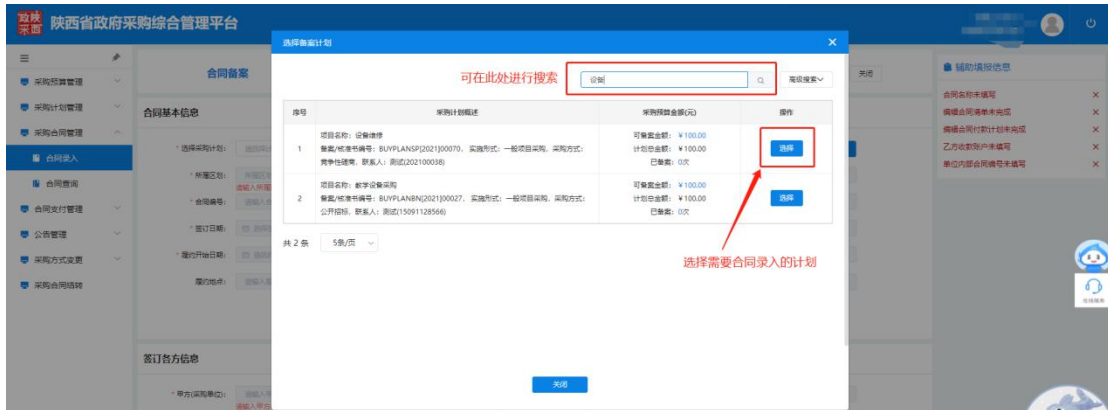 政陕
采西
陕西省政府采购综合管理平台
采购预算管理
采购计划管理
采购合同管理
合同录入
合同查询
合同支付管理
公告管理
采购方式变更
采购合同结转
合同备案
关闭
合同基本信息
* 选择采购计划：
* 所属区划：
* 合同编号：
* 签订日期：
* 履约开始日期：
履约地点：
签订各方信息
* 甲方(采购单位)：
选择备案计划
×
可在此处进行搜索
设备
高级搜索
序号
采购计划概述
采购预算金额(元)
操作
1
项目名称：设备维修
备案/核准书编号：BUYPLANSP[2021]00070，实施形式：一般项目采购，采购方式：
竞争性磋商，联系人：测试(202100038)
可备案金额：￥100.00
计划总金额：￥100.00
已备案：0次
选择
2
项目名称：教学设备采购
备案/核准书编号：BUYPLANBN[2021]00027，实施形式：一般项目采购，采购方式：
公开招标，联系人：测试(15091128566)
可备案金额：￥100.00
计划总金额：￥100.00
已备案：0次
选择
共 2 条
5条/页
选择需要合同录入的计划
关闭
辅助填报信息
合同名称未填写 ×
编辑合同清单未完成 ×
编辑合同付款计划未完成 ×
乙方收款账户未填写 ×
单位内部合同编号未填写 ×
在线服务